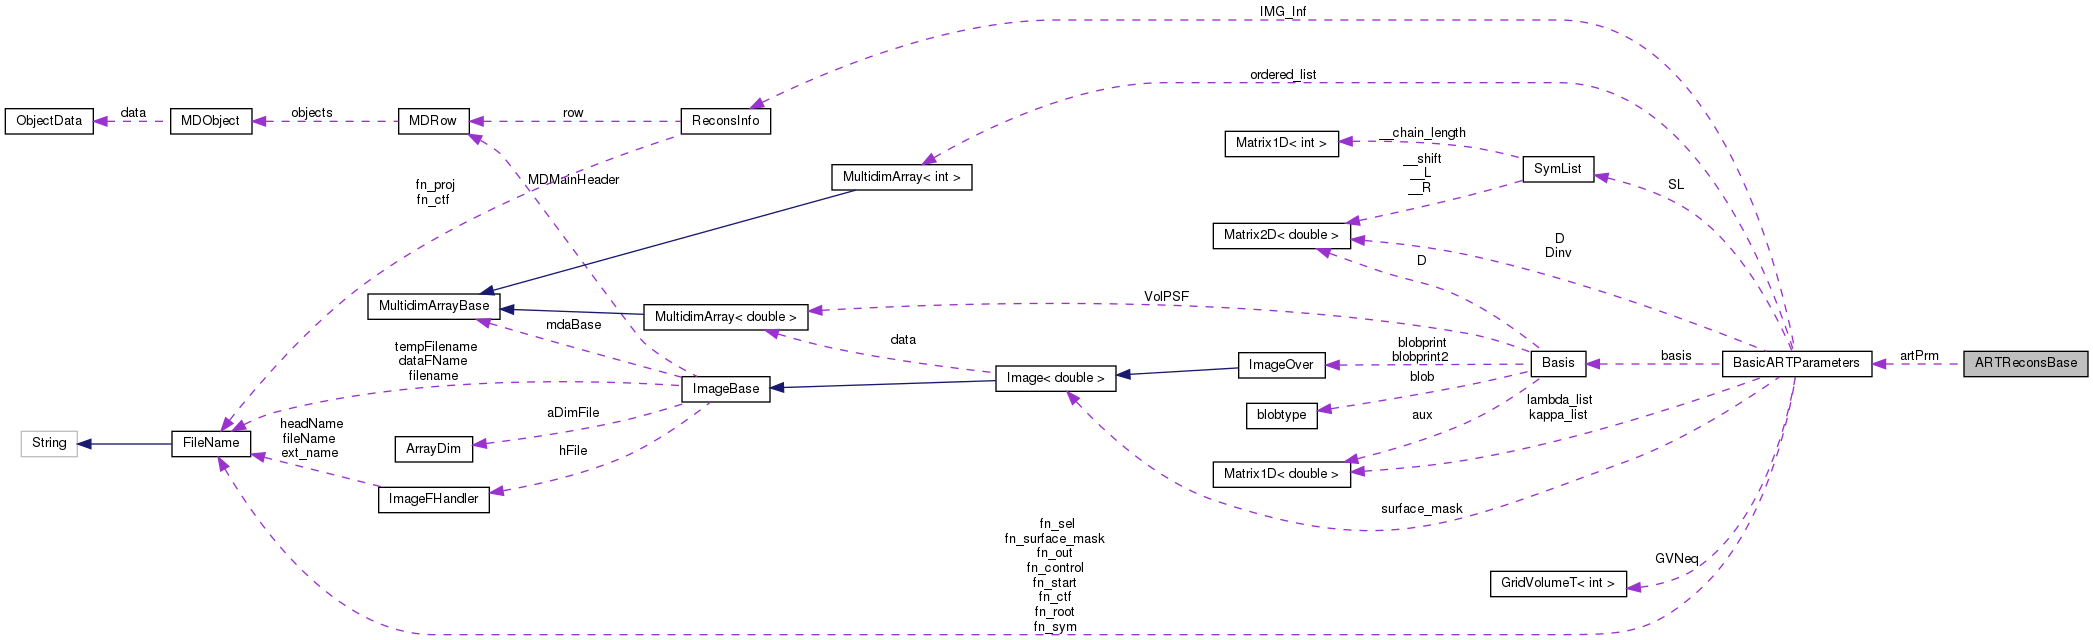 IMG_Inf
ordered_list
ObjectData
data
MDObject
objects
MDRow
row
ReconsInfo
Matrix1D< int >
__chain_length
MultidimArray< int >
__shift
__L
__R
SymList
SL
fn_proj
fn_ctf
MDMainHeader
Matrix2D< double >
D
Dinv
D
MultidimArrayBase
mdaBase
MultidimArray< double >
VolPSF
tempFilename
dataFName
filename
data
blobprint
blobprint2
ImageOver
Basis
basis
BasicARTParameters
artPrm
ARTReconsBase
ImageBase
Image< double >
blob
blobtype
aux
lambda_list
kappa_list
aDimFile
headName
fileName
ext_name
String
FileName
ArrayDim
hFile
Matrix1D< double >
ImageFHandler
surface_mask
fn_sel
fn_surface_mask
fn_out
fn_control
fn_start
fn_ctf
fn_root
fn_sym
GVNeq
GridVolumeT< int >